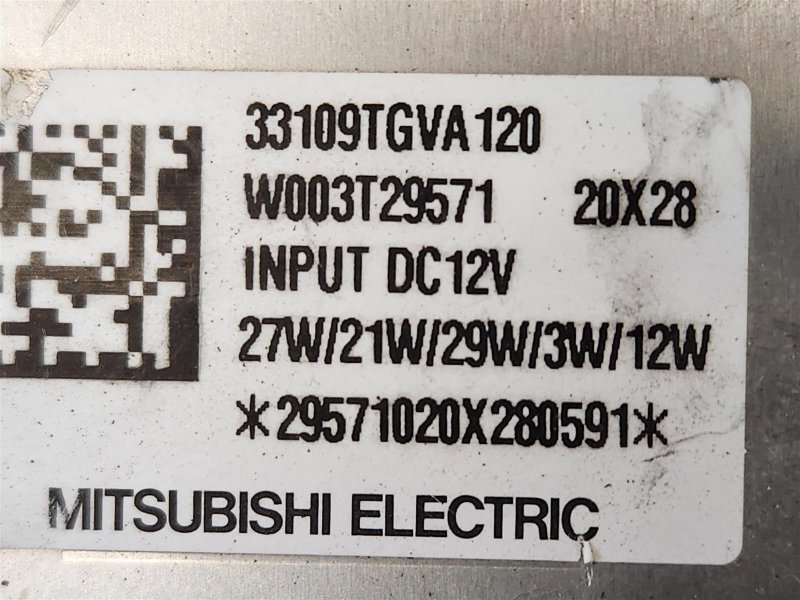 33109TGVA120
W003T29571 20X28
INPUT DC12V
27W/21W/29W/3W/12W
*29571020X280591*
MITSUBISHI ELECTRIC